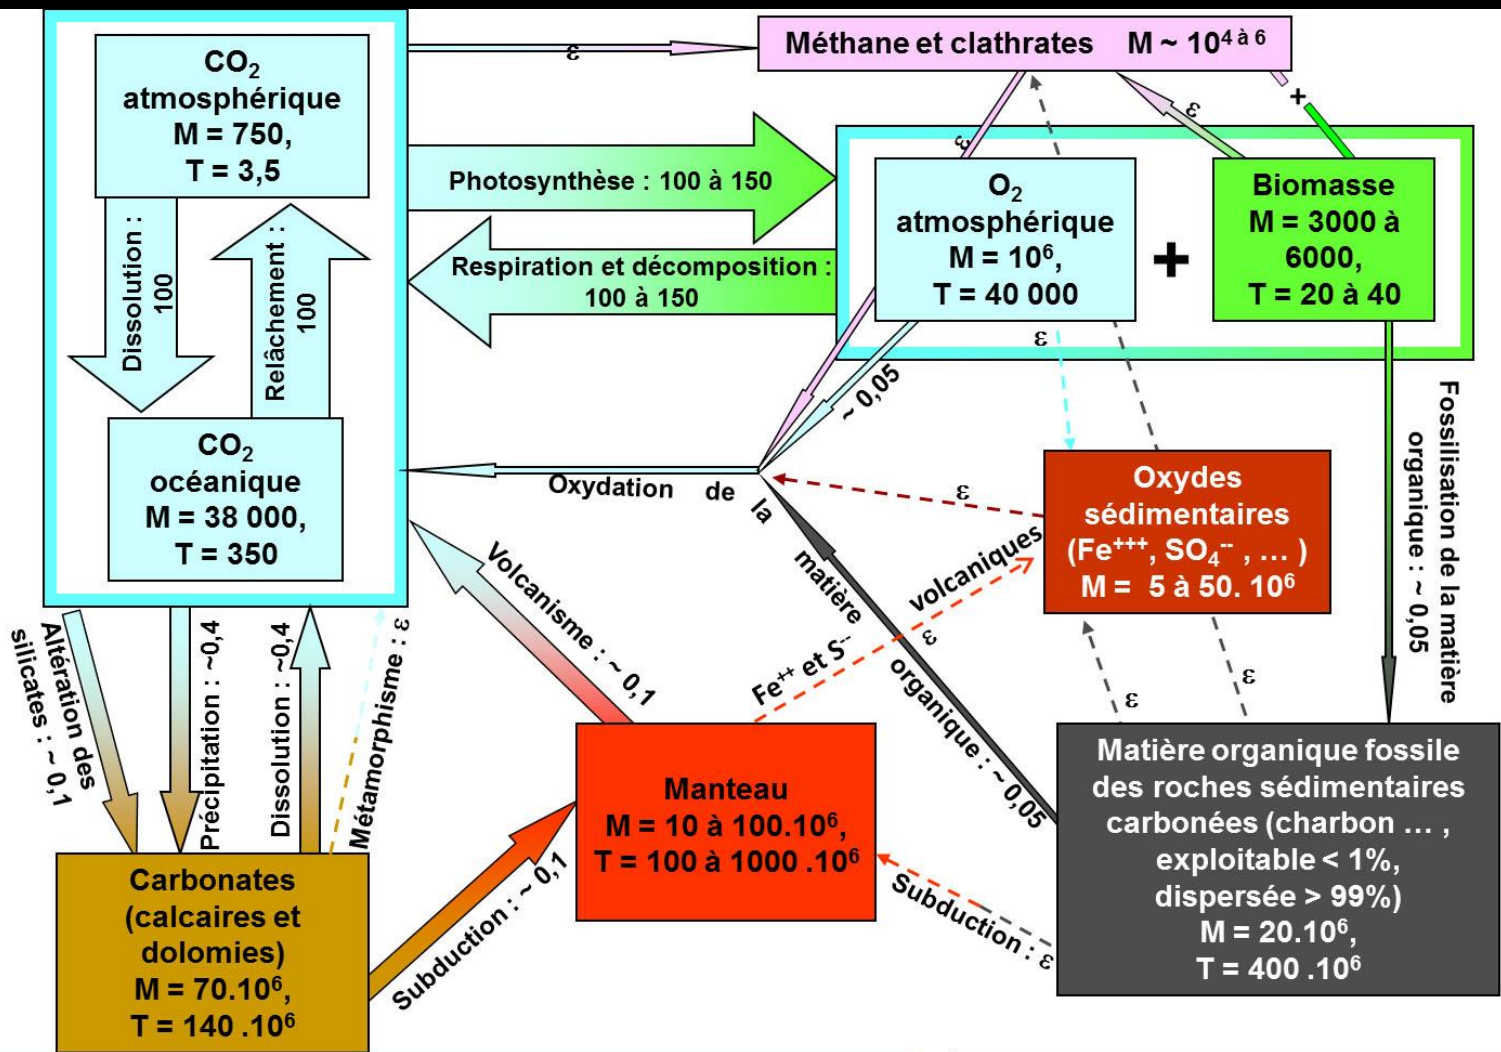 CO₂
atmosphérique
M = 750,
T = 3,5
Dissolution :
100
Relâchement :
100
CO₂
océanique
M = 38 000,
T = 350
ε
Méthane et clathrates M ~ 10⁴ ᵃ̀ ⁶
+
ε
ε
Photosynthèse : 100 à 150
Respiration et décomposition :
100 à 150
O₂
atmosphérique
M = 10⁶,
T = 40 000
+
Biomasse
M = 3000 à
6000,
T = 20 à 40
ε
~ 0,05
Fossilisation de la matière
organique : ~ 0,05
Oxydation de la matière organique : ~ 0,05
ε
Oxydes
sédimentaires
(Fe⁺⁺⁺, SO₄⁻⁻ , … )
M = 5 à 50. 10⁶
Volcanisme : ~ 0,1
Fe⁺⁺ et S⁻⁻ volcaniques
ε
ε
ε
Altération des
silicates : ~ 0,1
Précipitation : ~0,4
Dissolution : ~0,4
Métamorphisme : ε
Manteau
M = 10 à 100.10⁶,
T = 100 à 1000 .10⁶
Matière organique fossile
des roches sédimentaires
carbonées (charbon … ,
exploitable < 1%,
dispersée > 99%)
M = 20.10⁶,
T = 400 .10⁶
Carbonates
(calcaires et
dolomies)
M = 70.10⁶,
T = 140 .10⁶
Subduction : ~ 0,1
Subduction : ε